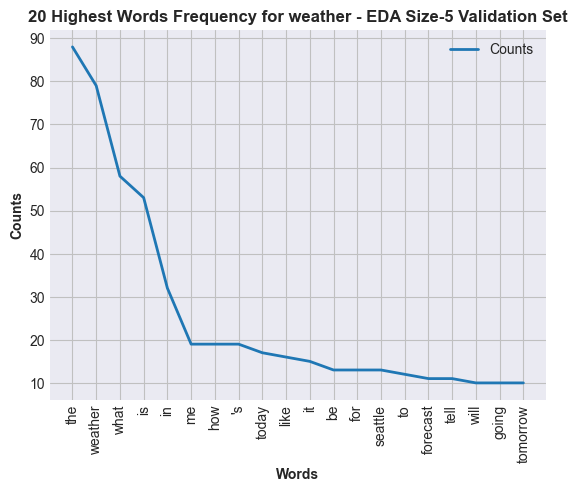 20 Highest Words Frequency for weather - EDA Size-5 Validation Set
Counts
90
80
70
60
50
40
30
20
10
Counts
the
weather
what
is
in
me
how
's
today
like
it
be
for
seattle
to
forecast
tell
will
going
tomorrow
Words